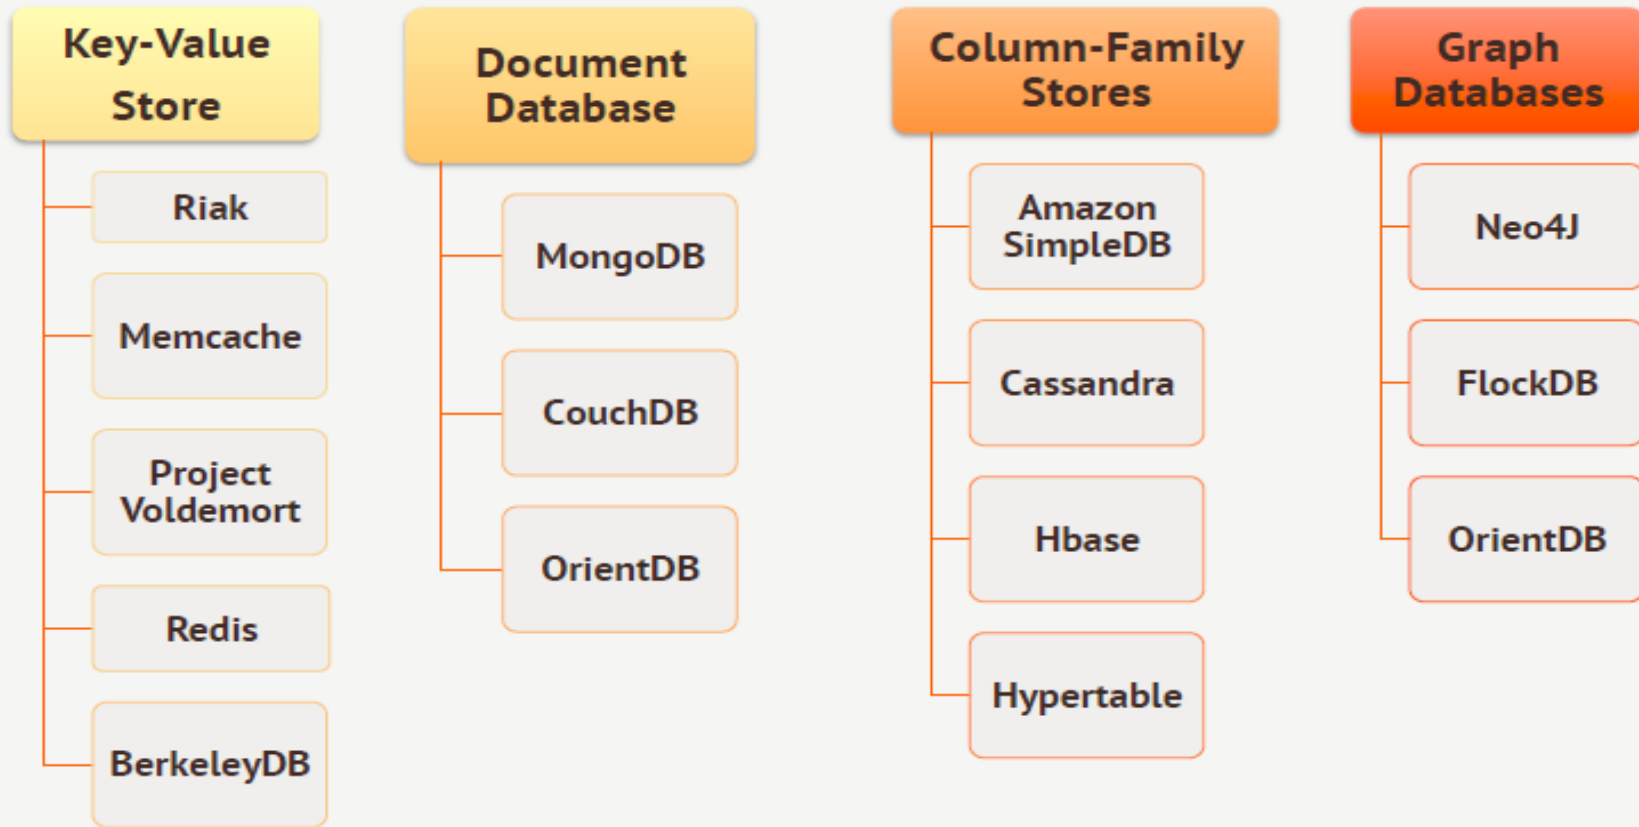 Key-Value
Store
Riak
Memcache
Project
Voldemort
Redis
BerkeleyDB
Document
Database
MongoDB
CouchDB
OrientDB
Column-Family
Stores
Amazon
SimpleDB
Cassandra
Hbase
Hypertable
Graph
Databases
Neo4J
FlockDB
OrientDB